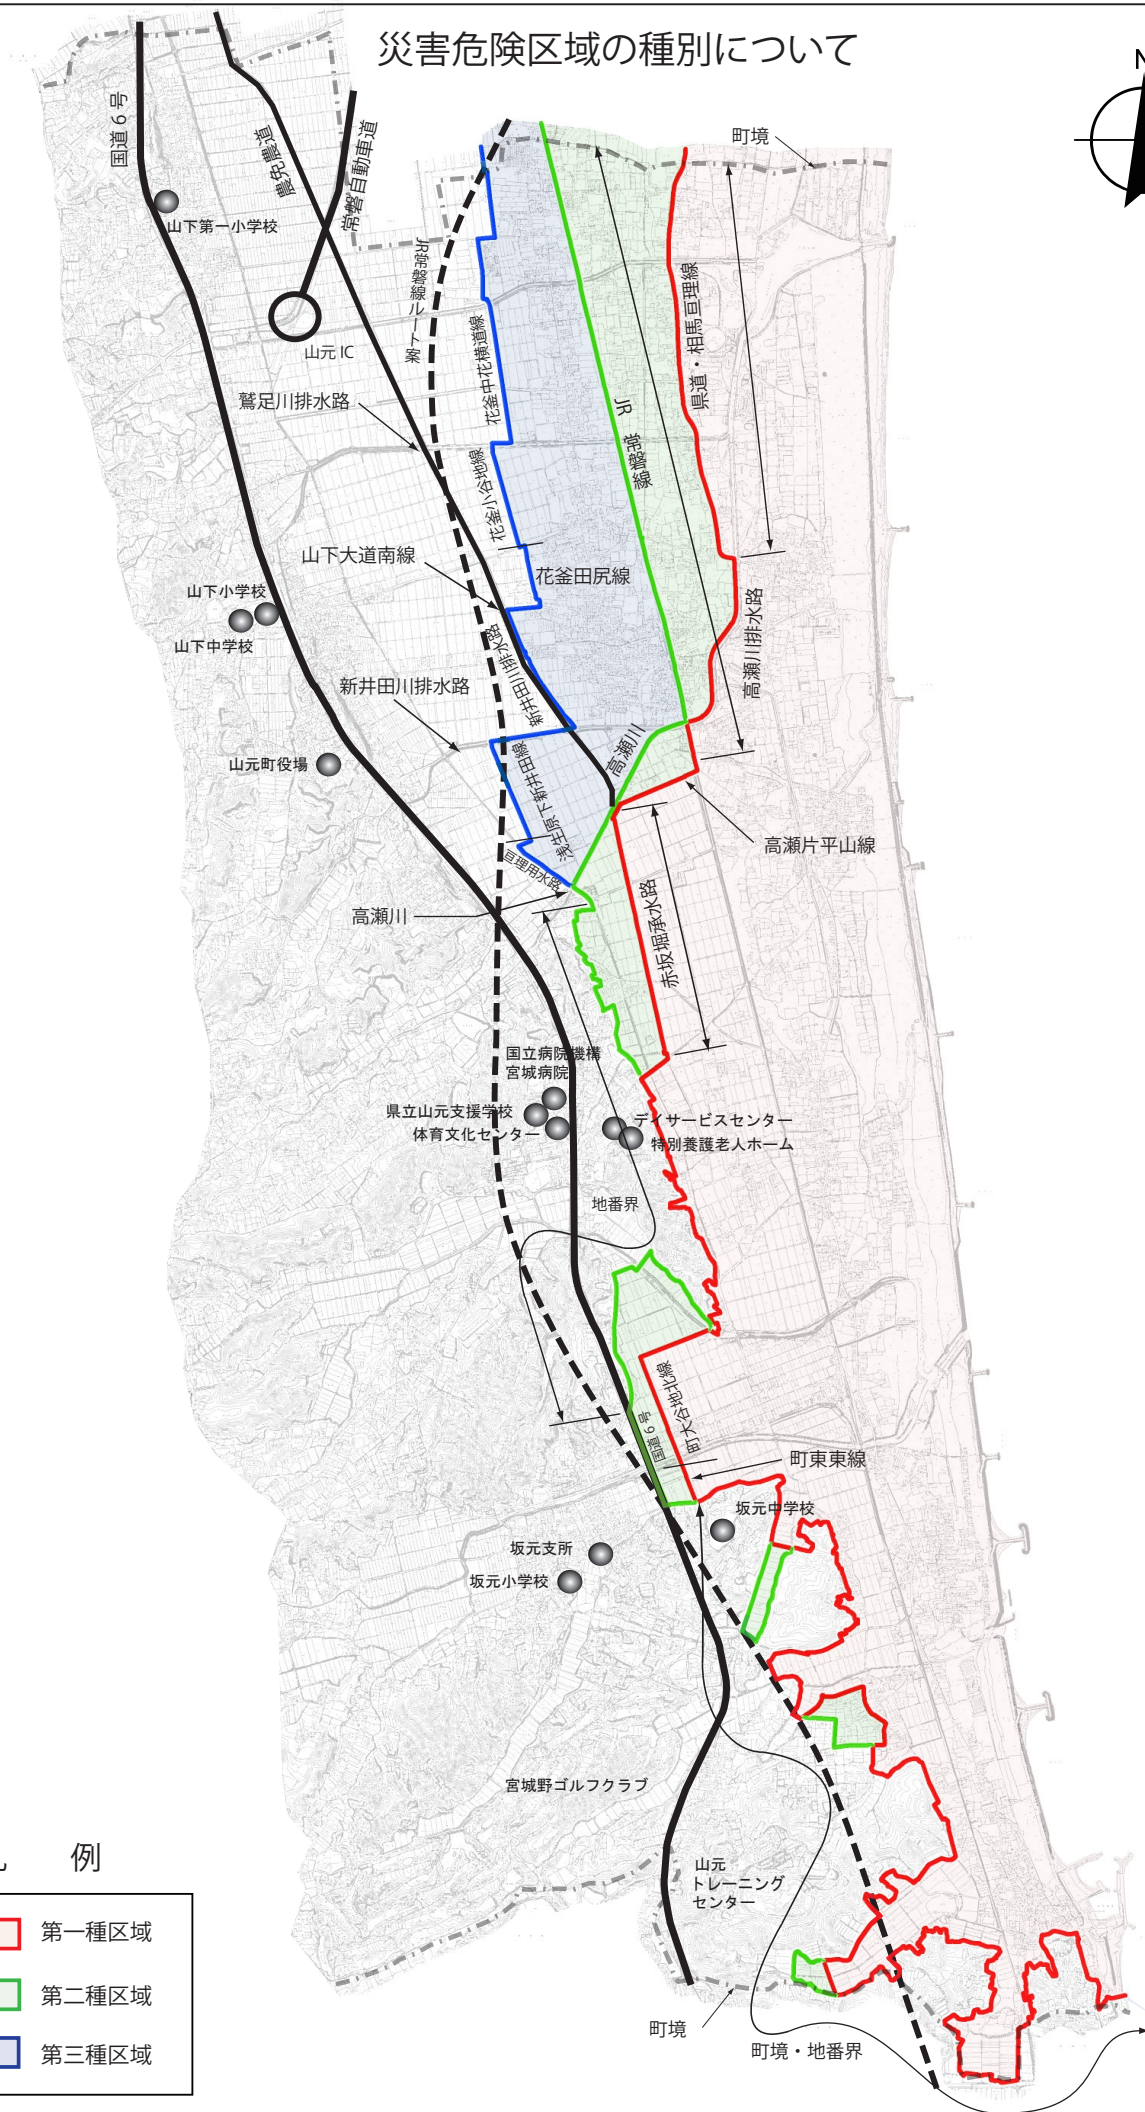 災害危険区域の種別について
N
町境
国道６号
農免農道
常磐自動車道
山下第一小学校
JR常磐線ルート案
県道・相馬亘理線
山元 IC
花釜中花横道線
鷲足川排水路
JR 常磐線
花釜小谷地線
山下大道南線
花釜田尻線
山下小学校
山下中学校
高瀬川排水路
新井田川排水路
新井田川排水路
山元町役場
高瀬川
浅生原下新井田線
高瀬片平山線
亘理用水路
高瀬川
赤坂堀承水路
国立病院機構
宮城病院
県立山元支援学校
体育文化センター
デイサービスセンター
特別養護老人ホーム
地番界
町大谷地北線
国道６号
町東東線
坂元中学校
坂元支所
坂元小学校
宮城野ゴルフクラブ
山元
トレーニング
センター
例
第一種区域
第二種区域
第三種区域
町境
町境・地番界